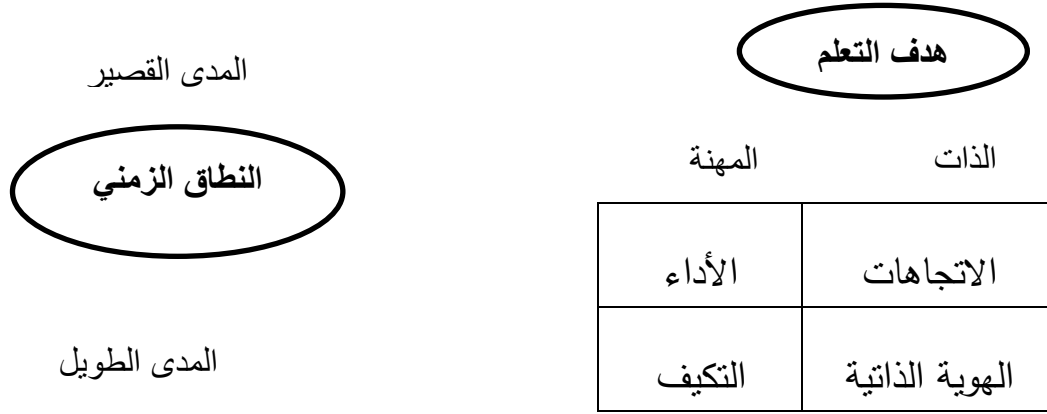 هدف التعلم
المدى القصير
الذات المهنة
النطاق الزمني
الاتجاهات الأداء
المدى الطويل
الهوية الذاتية التكيف